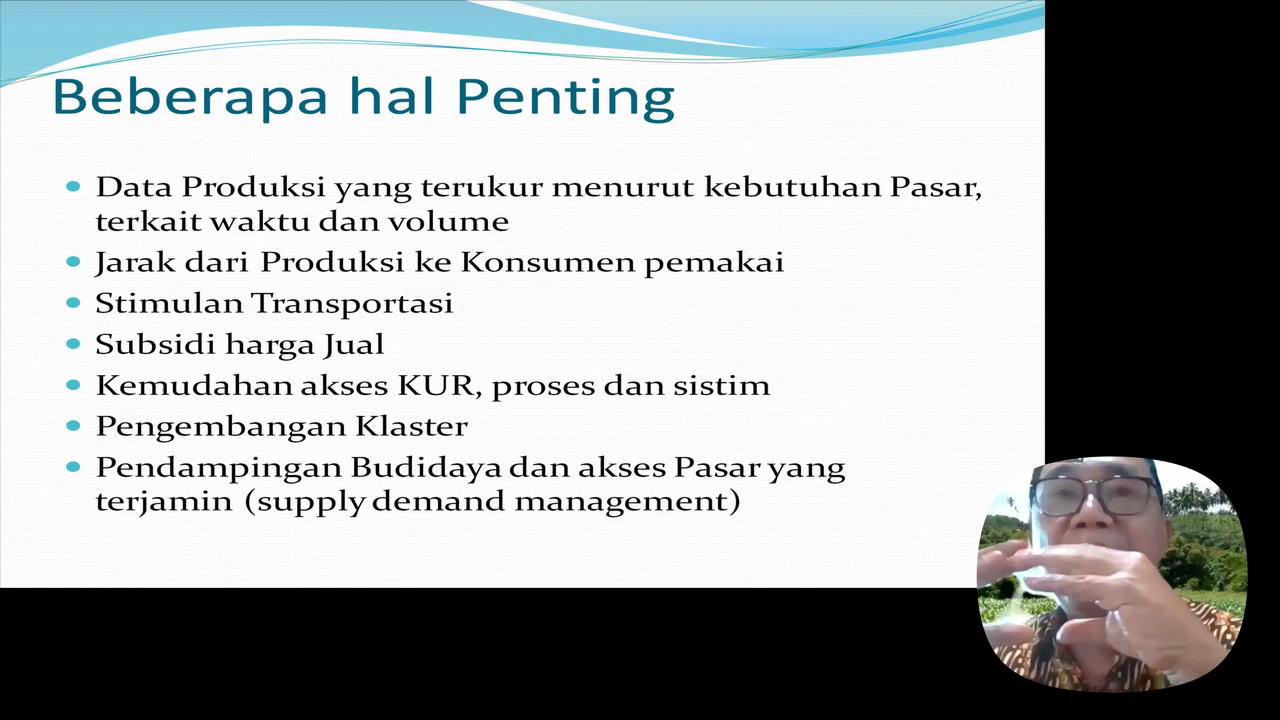 Beberapa hal Penting
Data Produksi yang terukur menurut kebutuhan Pasar,
terkait waktu dan volume
Jarak dari Produksi ke Konsumen pemakai
Stimulan Transportasi
Subsidi harga Jual
Kemudahan akses KUR, proses dan sistim
Pengembangan Klaster
Pendampingan Budidaya dan akses Pasar yang
terjamin (supply demand management)